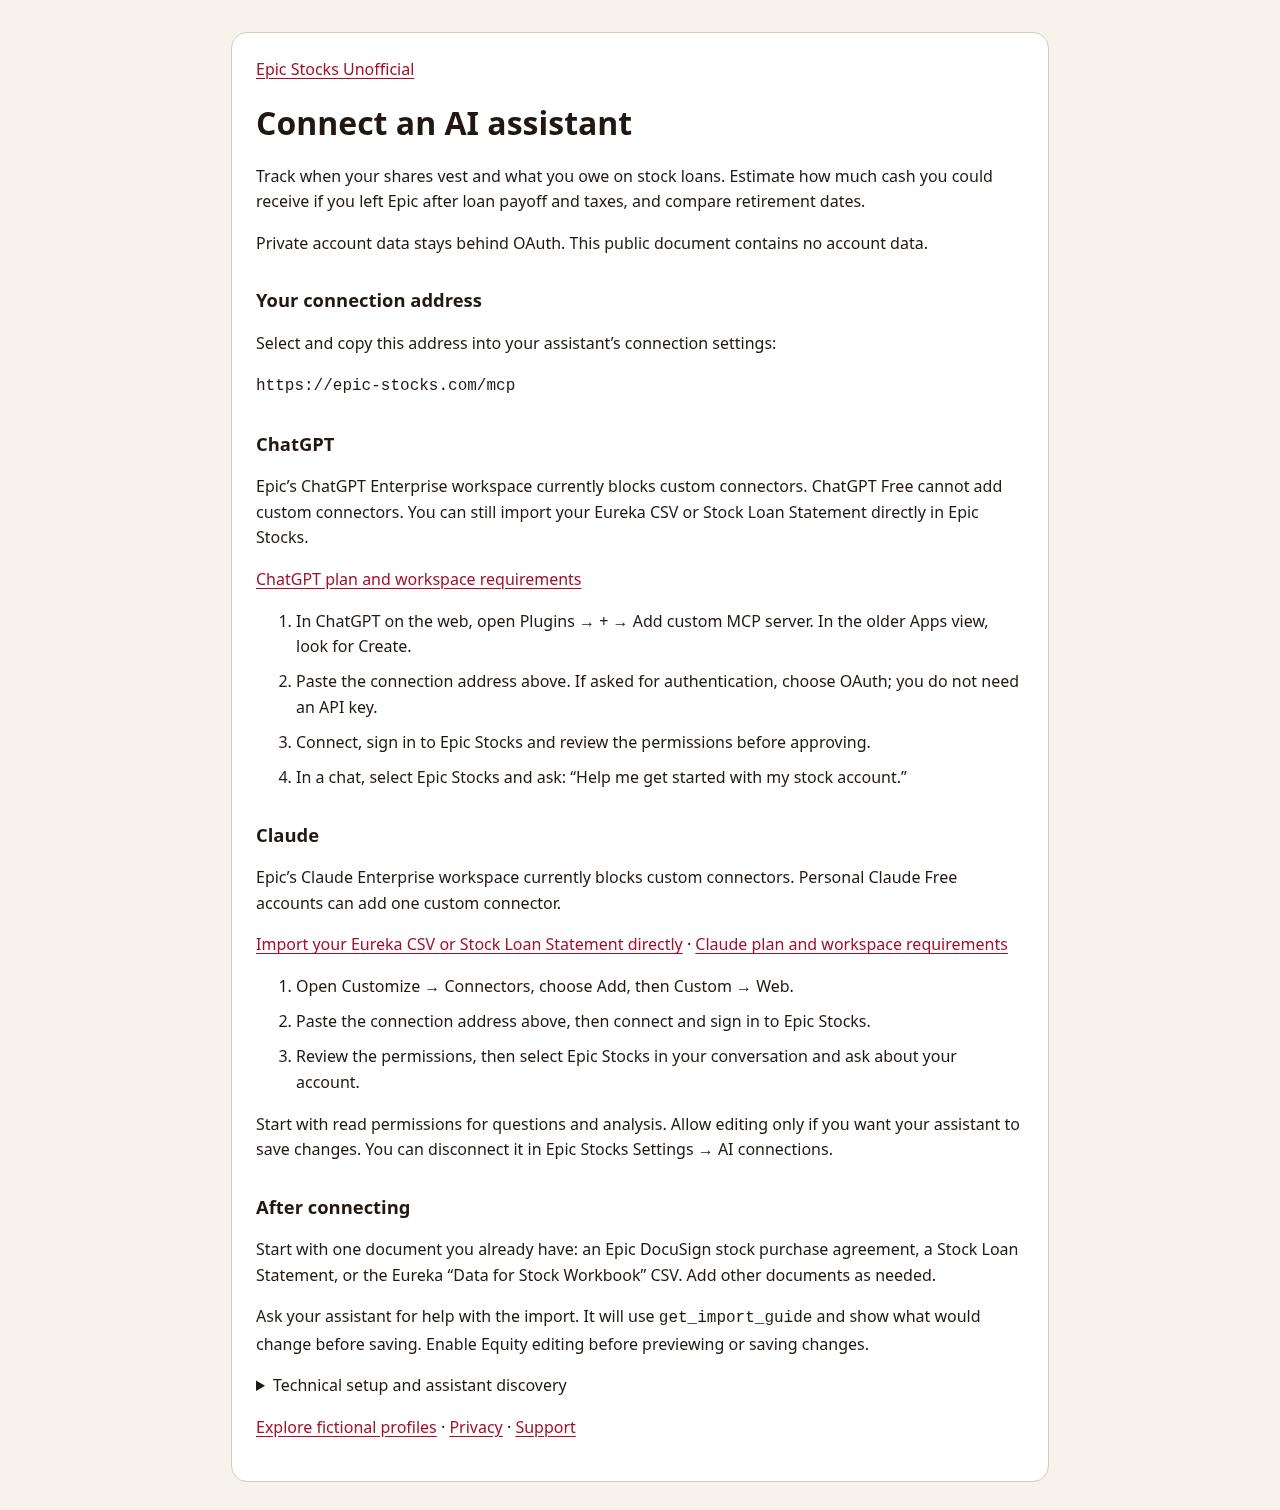 Epic Stocks Unofficial
Connect an AI assistant
Track when your shares vest and what you owe on stock loans. Estimate how much cash you could
receive if you left Epic after loan payoff and taxes, and compare retirement dates.
Private account data stays behind OAuth. This public document contains no account data.
Your connection address
Select and copy this address into your assistant’s connection settings:
https://epic-stocks.com/mcp
ChatGPT
Epic’s ChatGPT Enterprise workspace currently blocks custom connectors. ChatGPT Free cannot add
custom connectors. You can still import your Eureka CSV or Stock Loan Statement directly in Epic
Stocks.
ChatGPT plan and workspace requirements
1. In ChatGPT on the web, open Plugins → + → Add custom MCP server. In the older Apps view,
look for Create.
2. Paste the connection address above. If asked for authentication, choose OAuth; you do not need
an API key.
3. Connect, sign in to Epic Stocks and review the permissions before approving.
4. In a chat, select Epic Stocks and ask: “Help me get started with my stock account.”
Claude
Epic’s Claude Enterprise workspace currently blocks custom connectors. Personal Claude Free
accounts can add one custom connector.
Import your Eureka CSV or Stock Loan Statement directly · Claude plan and workspace requirements
1. Open Customize → Connectors, choose Add, then Custom → Web.
2. Paste the connection address above, then connect and sign in to Epic Stocks.
3. Review the permissions, then select Epic Stocks in your conversation and ask about your
account.
Start with read permissions for questions and analysis. Allow editing only if you want your assistant to
save changes. You can disconnect it in Epic Stocks Settings → AI connections.
After connecting
Start with one document you already have: an Epic DocuSign stock purchase agreement, a Stock Loan
Statement, or the Eureka “Data for Stock Workbook” CSV. Add other documents as needed.
Ask your assistant for help with the import. It will use get_import_guide and show what would
change before saving. Enable Equity editing before previewing or saving changes.
▶ Technical setup and assistant discovery
Explore fictional profiles · Privacy · Support